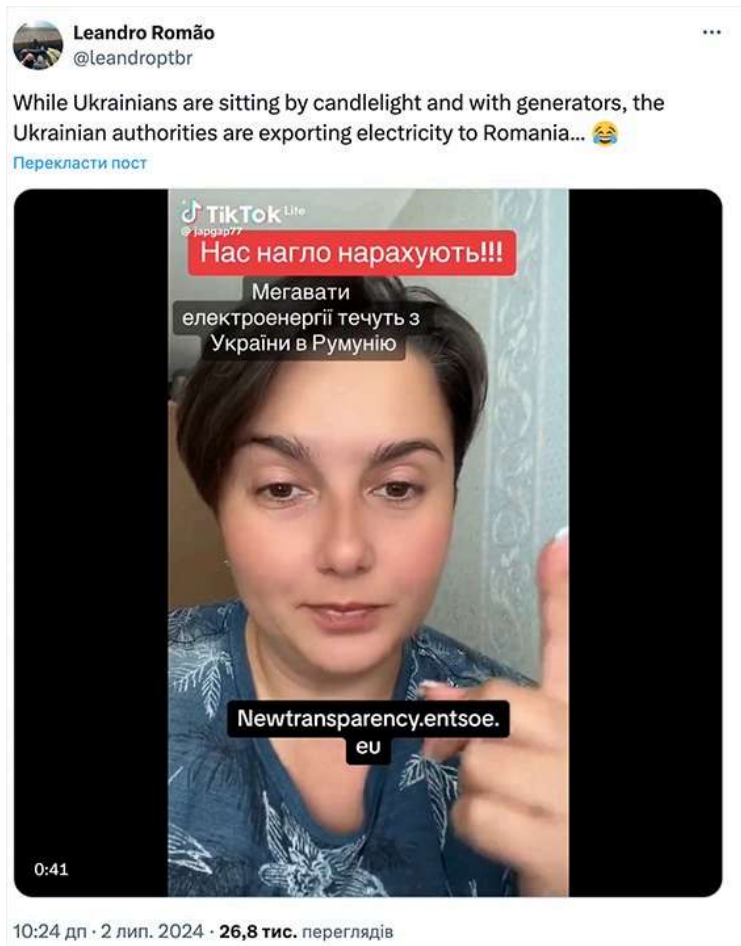 Leandro Romão
@leandroptbr
While Ukrainians are sitting by candlelight and with generators, the
Ukrainian authorities are exporting electricity to Romania... 😂
Перекласти пост
TikTok Lite
@japgap77
Нас нагло нарахують!!!
Мегавати
електроенергії течуть з
України в Румунію
Newtransparency.entsoe.
eu
0:41
10:24 дп · 2 лип. 2024 · 26,8 тис. переглядів